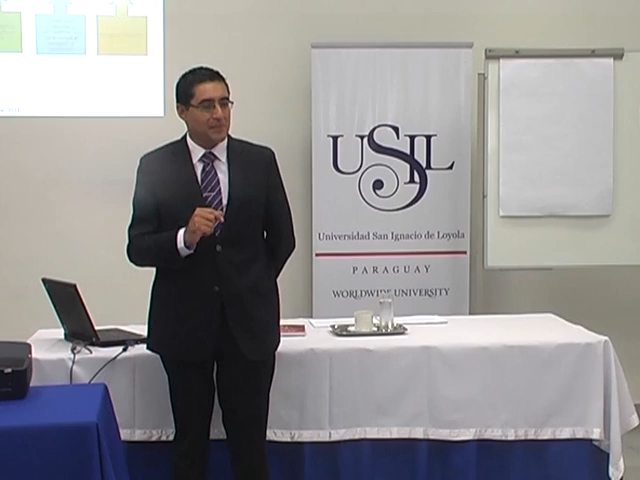 USIL
Universidad San Ignacio de Loyola
PARAGUAY
WORLDWIDE UNIVERSITY